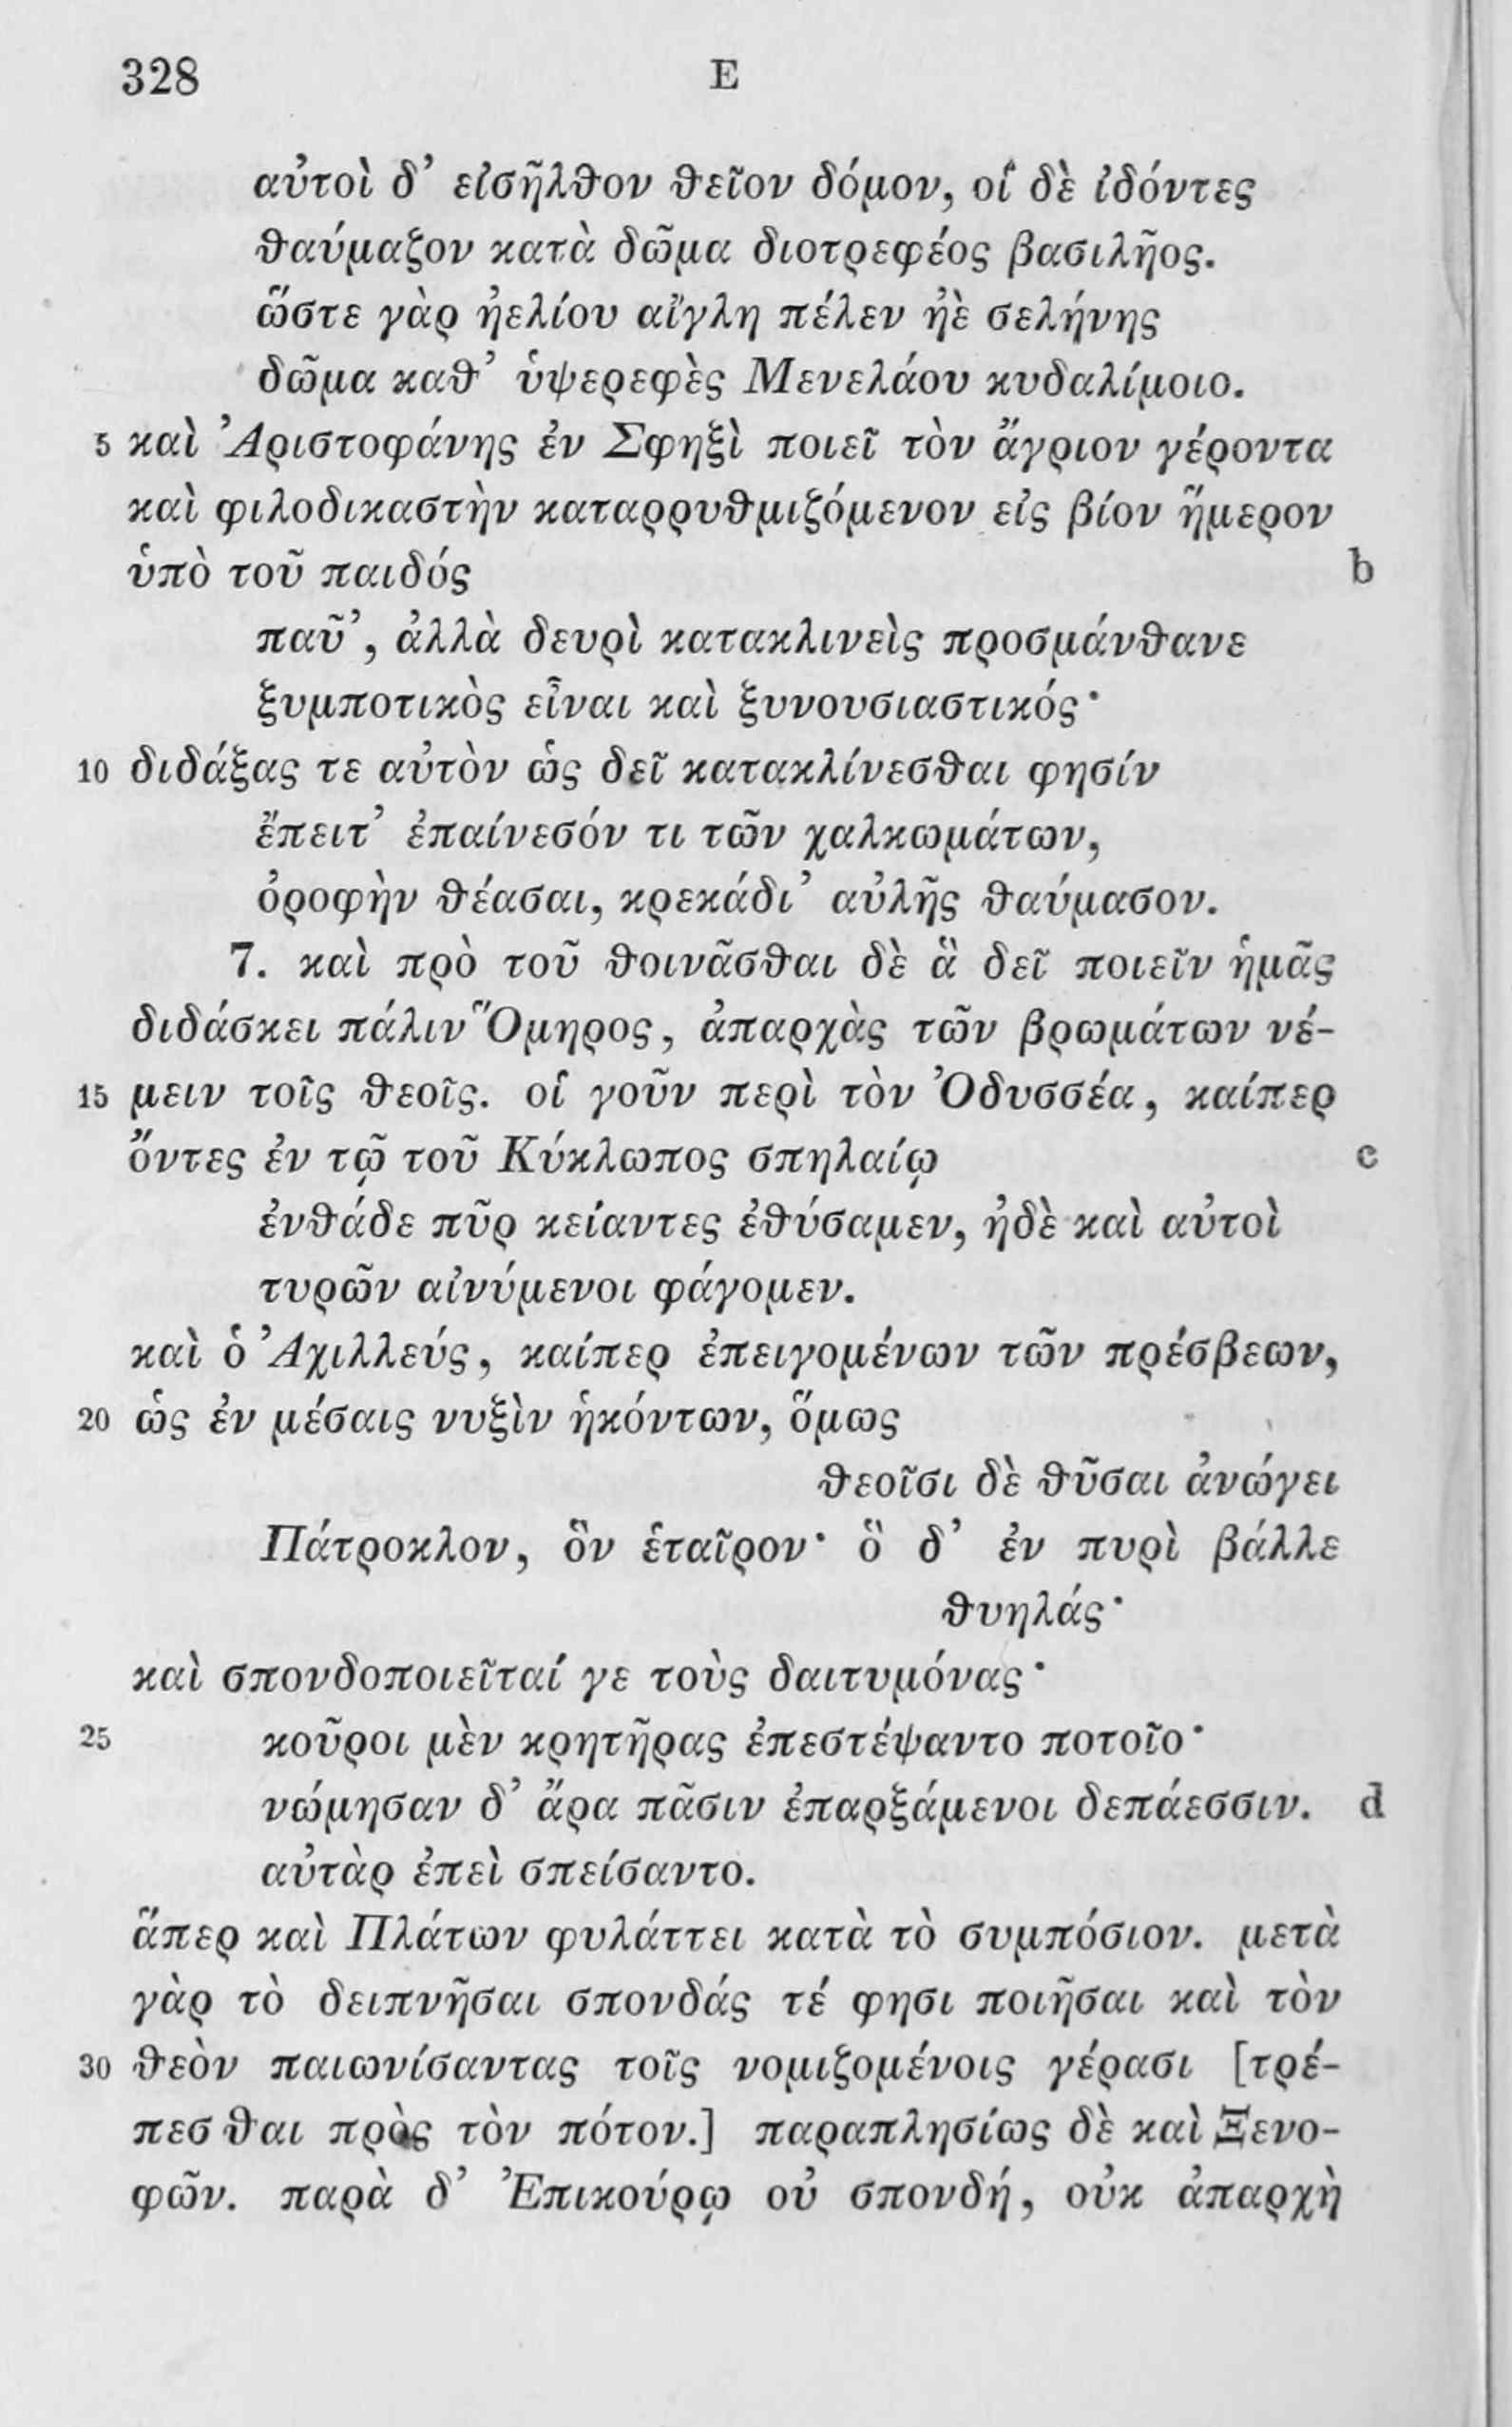 328 E
αὐτοὶ δ’ εἰσῆλθον θεῖον δόμον, οἱ δὲ ἰδόντες
θαύμαζον κατὰ δῶμα διοτρεφέος βασιλῆος.
ὥστε γὰρ ἠελίου αἴγλη πέλεν ἠὲ σελήνης
δῶμα καθ’ ὑψερεφὲς Μενελάου κυδαλίμοιο.
5 καὶ Ἀριστοφάνης ἐν Σφηξὶ ποιεῖ τὸν ἄγριον γέροντα
καὶ φιλοδικαστὴν καταρρυθμιζόμενον εἰς βίον ἥμερον
ὑπὸ τοῦ παιδός b
παῦ’, ἀλλὰ δευρὶ κατακλινεὶς προσμάνθανε
ξυμποτικὸς εἶναι καὶ ξυνουσιαστικός·
10 διδάξας τε αὐτὸν ὡς δεῖ κατακλίνεσθαι φησίν
ἔπειτ’ ἐπαίνεσόν τι τῶν χαλκωμάτων,
ὀροφὴν θέασαι, κρεκάδι’ αὐλῆς θαύμασον.
7. καὶ πρὸ τοῦ θοινᾶσθαι δὲ ἃ δεῖ ποιεῖν ἡμᾶς
διδάσκει πάλιν Ὅμηρος, ἀπαρχὰς τῶν βρωμάτων νέ-
15 μειν τοῖς θεοῖς. οἱ γοῦν περὶ τὸν Ὀδυσσέα, καίπερ
ὄντες ἐν τῷ τοῦ Κύκλωπος σπηλαίῳ c
ἐνθάδε πῦρ κείαντες ἐθύσαμεν, ἠδὲ καὶ αὐτοὶ
τυρῶν αἰνύμενοι φάγομεν.
καὶ ὁ Ἀχιλλεύς, καίπερ ἐπειγομένων τῶν πρέσβεων,
20 ὡς ἐν μέσαις νυξὶν ἡκόντων, ὅμως
θεοῖσι δὲ θῦσαι ἀνώγει
Πάτροκλον, ὃν ἑταῖρον· ὃ δ’ ἐν πυρὶ βάλλε
θυηλάς·
καὶ σπονδοποιεῖταί γε τοὺς δαιτυμόνας·
25 κοῦροι μὲν κρητῆρας ἐπεστέψαντο ποτοῖο·
νώμησαν δ’ ἄρα πᾶσιν ἐπαρξάμενοι δεπάεσσιν. d
αὐτὰρ ἐπεὶ σπείσαντο.
ἅπερ καὶ Πλάτων φυλάττει κατὰ τὸ συμπόσιον. μετὰ
γὰρ τὸ δειπνῆσαι σπονδάς τέ φησι ποιῆσαι καὶ τὸν
30 θεὸν παιωνίσαντας τοῖς νομιζομένοις γέρασι [τρέ-
πεσθαι πρὸς τὸν πότον.] παραπλησίως δὲ καὶ Ξενο-
φῶν. παρὰ δ’ Ἐπικούρῳ οὐ σπονδή, οὐκ ἀπαρχὴ